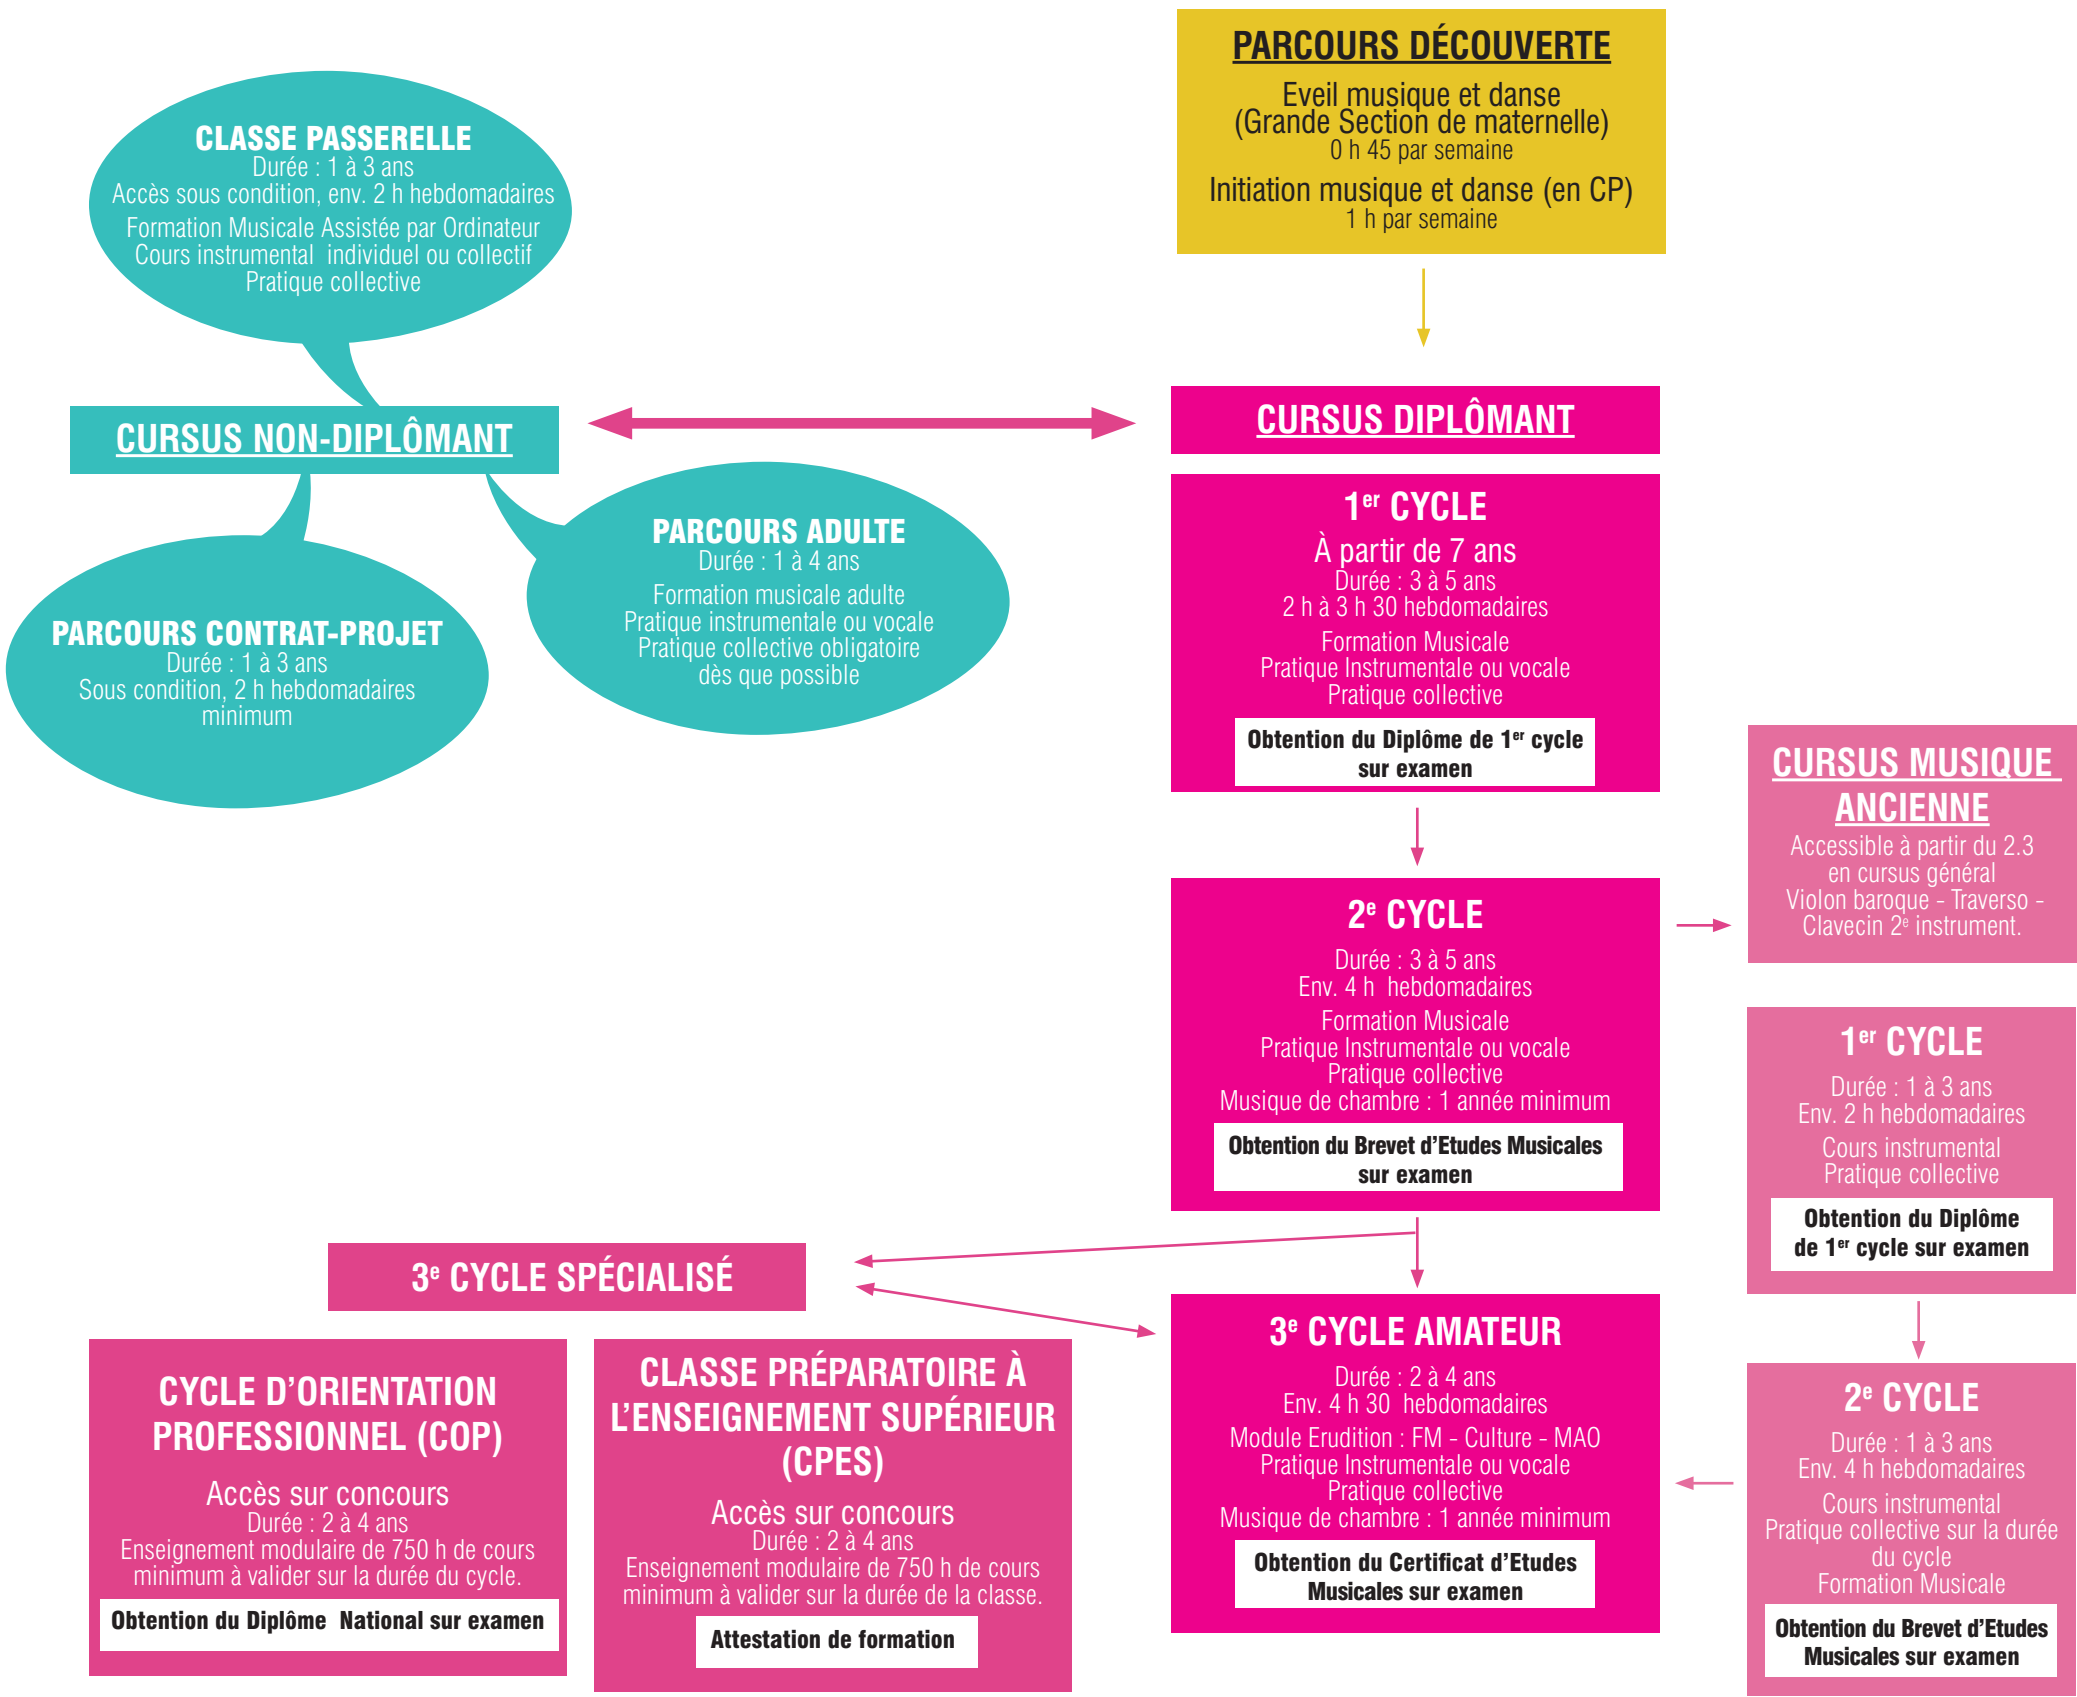 PARCOURS DÉCOUVERTE
Eveil musique et danse
(Grande Section de maternelle)
0 h 45 par semaine
Initiation musique et danse (en CP)
1 h par semaine
CLASSE PASSERELLE
Durée : 1 à 3 ans
Accès sous condition, env. 2 h hebdomadaires
Formation Musicale Assistée par Ordinateur
Cours instrumental individuel ou collectif
Pratique collective
CURSUS NON-DIPLÔMANT
PARCOURS CONTRAT-PROJET
Durée : 1 à 3 ans
Sous condition, 2 h hebdomadaires
minimum
PARCOURS ADULTE
Durée : 1 à 4 ans
Formation musicale adulte
Pratique instrumentale ou vocale
Pratique collective obligatoire
dès que possible
CURSUS DIPLÔMANT
1er CYCLE
À partir de 7 ans
Durée : 3 à 5 ans
2 h à 3 h 30 hebdomadaires
Formation Musicale
Pratique Instrumentale ou vocale
Pratique collective
Obtention du Diplôme de 1er cycle
sur examen
2e CYCLE
Durée : 3 à 5 ans
Env. 4 h hebdomadaires
Formation Musicale
Pratique Instrumentale ou vocale
Pratique collective
Musique de chambre : 1 année minimum
Obtention du Brevet d'Etudes Musicales
sur examen
CURSUS MUSIQUE
ANCIENNE
Accessible à partir du 2.3
en cursus général
Violon baroque - Traverso -
Clavecin 2e instrument.
1er CYCLE
Durée : 1 à 3 ans
Env. 2 h hebdomadaires
Cours instrumental
Pratique collective
Obtention du Diplôme
de 1er cycle sur examen
2e CYCLE
Durée : 1 à 3 ans
Env. 4 h hebdomadaires
Cours instrumental
Pratique collective sur la durée
du cycle
Formation Musicale
Obtention du Brevet d'Etudes
Musicales sur examen
3e CYCLE AMATEUR
Durée : 2 à 4 ans
Env. 4 h 30 hebdomadaires
Module Erudition : FM - Culture - MAO
Pratique Instrumentale ou vocale
Pratique collective
Musique de chambre : 1 année minimum
Obtention du Certificat d'Etudes
Musicales sur examen
3e CYCLE SPÉCIALISÉ
CYCLE D'ORIENTATION
PROFESSIONNEL (COP)
Accès sur concours
Durée : 2 à 4 ans
Enseignement modulaire de 750 h de cours
minimum à valider sur la durée du cycle.
Obtention du Diplôme National sur examen
CLASSE PRÉPARATOIRE À
L'ENSEIGNEMENT SUPÉRIEUR
(CPES)
Accès sur concours
Durée : 2 à 4 ans
Enseignement modulaire de 750 h de cours
minimum à valider sur la durée de la classe.
Attestation de formation